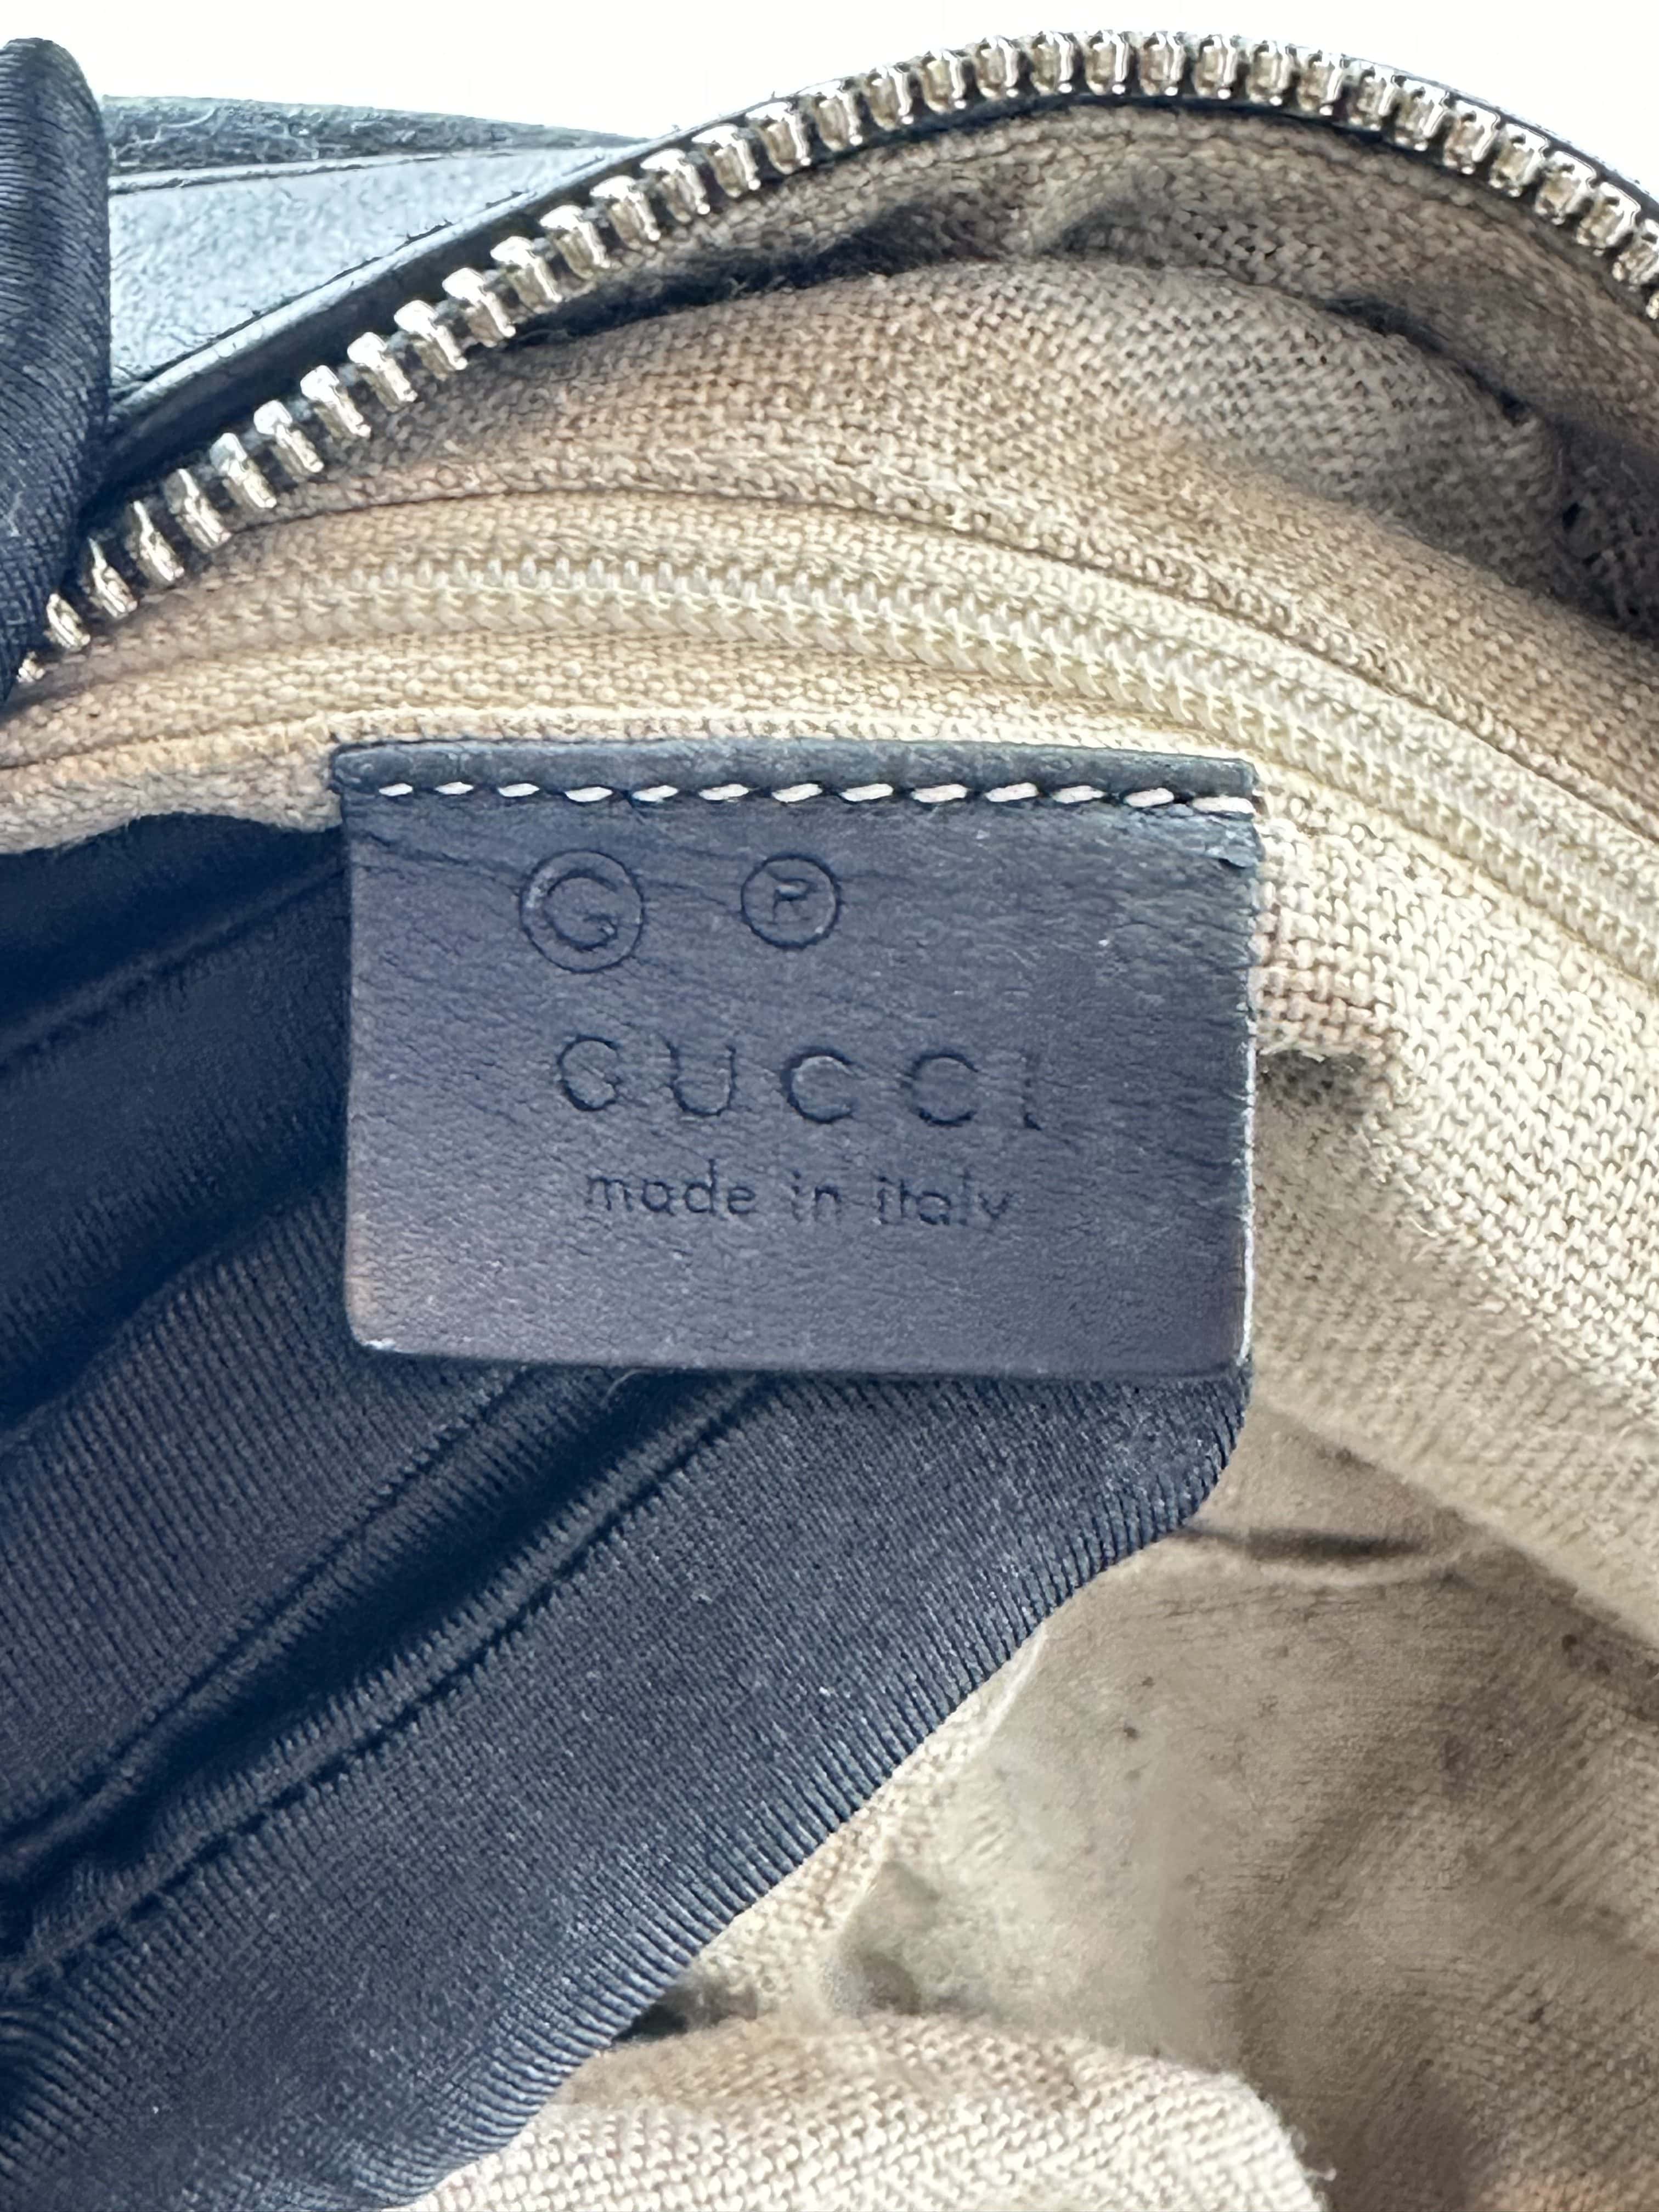 Ⓖ ®
GUCCI
made in italy